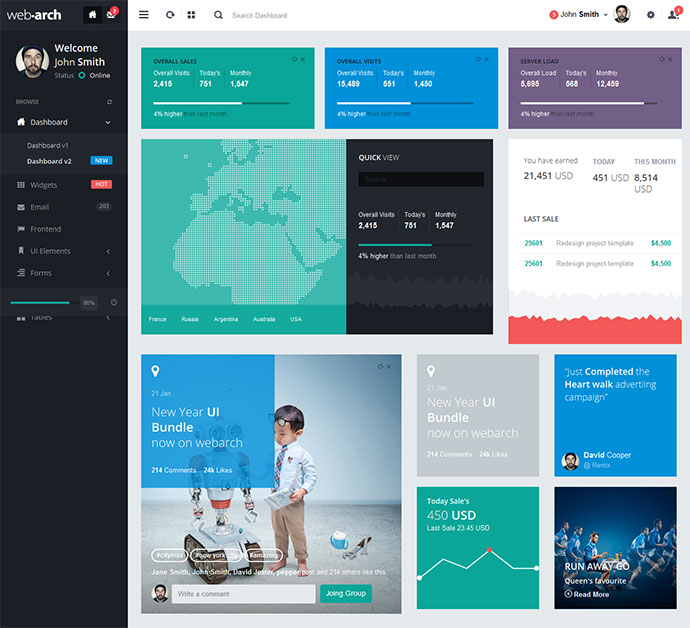 web·arch
2
Search Dashboard
3 John Smith
1
Welcome
John Smith
Status Online
BROWSE
Dashboard
Dashboard v1
Dashboard v2 NEW
Widgets HOT
Email 203
Frontend
UI Elements
Forms
86%
Tables
OVERALL SALES
Overall Visits Today's Monthly
2,415 751 1,547
4% higher than last month
OVERALL VISITS
Overall Visits Today's Monthly
15,489 551 1,450
4% higher than last month
SERVER LOAD
Overall Load Today's Monthly
5,695 568 12,459
4% higher than last month
France Russia Argentina Australia USA
QUICK VIEW
Search ...
Overall Visits Today's Monthly
2,415 751 1,547
4% higher than last month
You have earned TODAY THIS MONTH
21,451 USD 451 USD 8,514
USD
LAST SALE
25601 Redesign project template $4,500
25601 Redesign project template $4,500
21 Jan
New Year UI
Bundle
now on webarch
214 Comments 24k Likes
#citymax #new york city #amazing
Jane Smith, John Smith, David Jester, pepper post and 214 others like this
Write a comment
Joing Group
21 Jan
New Year UI
Bundle
now on webarch
214 Comments 24k Likes
“Just Completed the
Heart walk advertiing
campaign”
David Cooper
@ Revox
Today Sale's
450 USD
Last Sale 23.45 USD
RUN AWAY GO
Queen's favourite
Read More